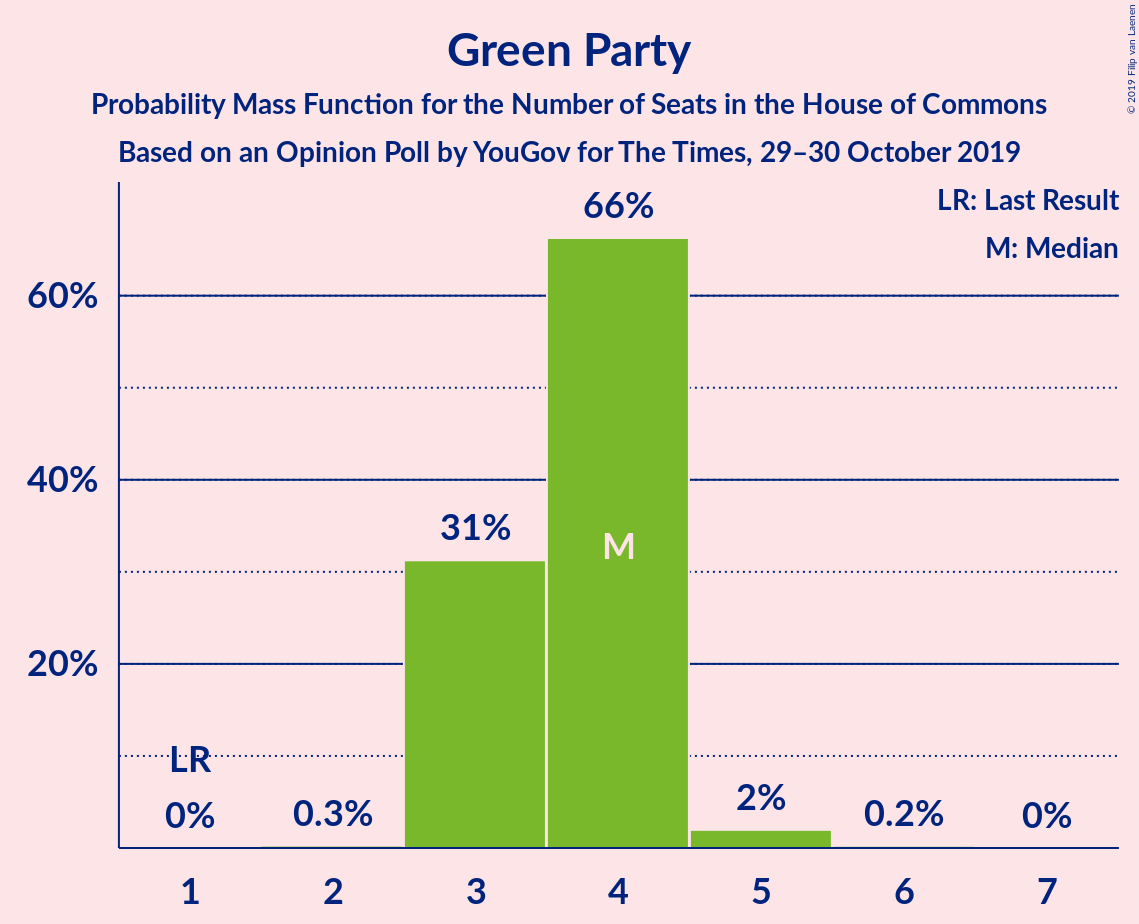 Green Party
Probability Mass Function for the Number of Seats in the House of Commons
Based on an Opinion Poll by YouGov for The Times, 29–30 October 2019
© 2019 Filip van Laenen
LR: Last Result
M: Median
66%
60%
40%
31%
M
20%
LR
0%
0.3%
2%
0.2%
0%
1
2
3
4
5
6
7